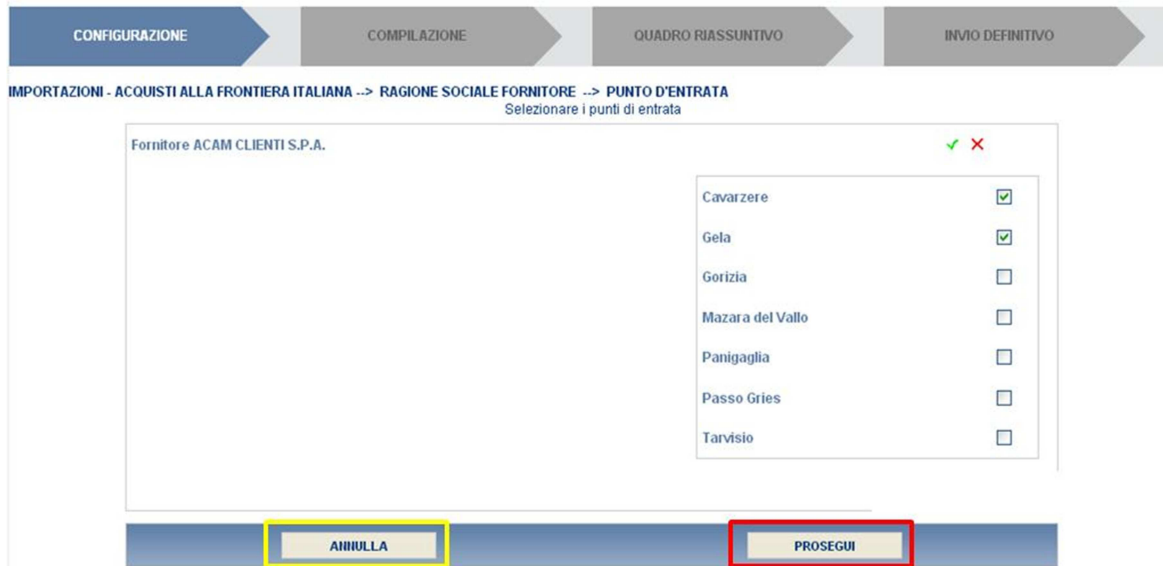 CONFIGURAZIONE COMPILAZIONE QUADRO RIASSUNTIVO INVIO DEFINITIVO
IMPORTAZIONI - ACQUISTI ALLA FRONTIERA ITALIANA --> RAGIONE SOCIALE FORNITORE --> PUNTO D'ENTRATA
Selezionare i punti di entrata
Fornitore ACAM CLIENTI S.P.A.
Cavarzere
Gela
Gorizia
Mazara del Vallo
Panigaglia
Passo Gries
Tarvisio
ANNULLA PROSEGUI